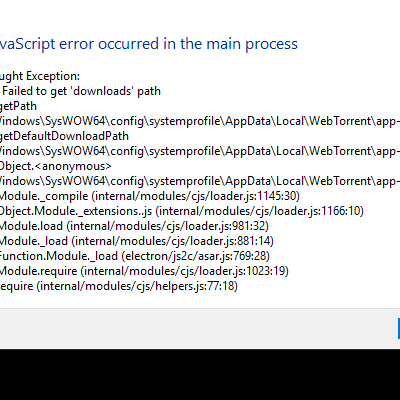 vaScript error occurred in the main process
ught Exception:
Failed to get 'downloads' path
getPath
Windows\SysWOW64\config\systemprofile\AppData\Local\WebTorrent\app-
getDefaultDownloadPath
Windows\SysWOW64\config\systemprofile\AppData\Local\WebTorrent\app-
Object.<anonymous>
Windows\SysWOW64\config\systemprofile\AppData\Local\WebTorrent\app-
Module._compile (internal/modules/cjs/loader.js:1145:30)
Object.Module._extensions..js (internal/modules/cjs/loader.js:1166:10)
Module.load (internal/modules/cjs/loader.js:981:32)
Module._load (internal/modules/cjs/loader.js:881:14)
Function.Module._load (electron/js2c/asar.js:769:28)
Module.require (internal/modules/cjs/loader.js:1023:19)
equire (internal/modules/cjs/helpers.js:77:18)